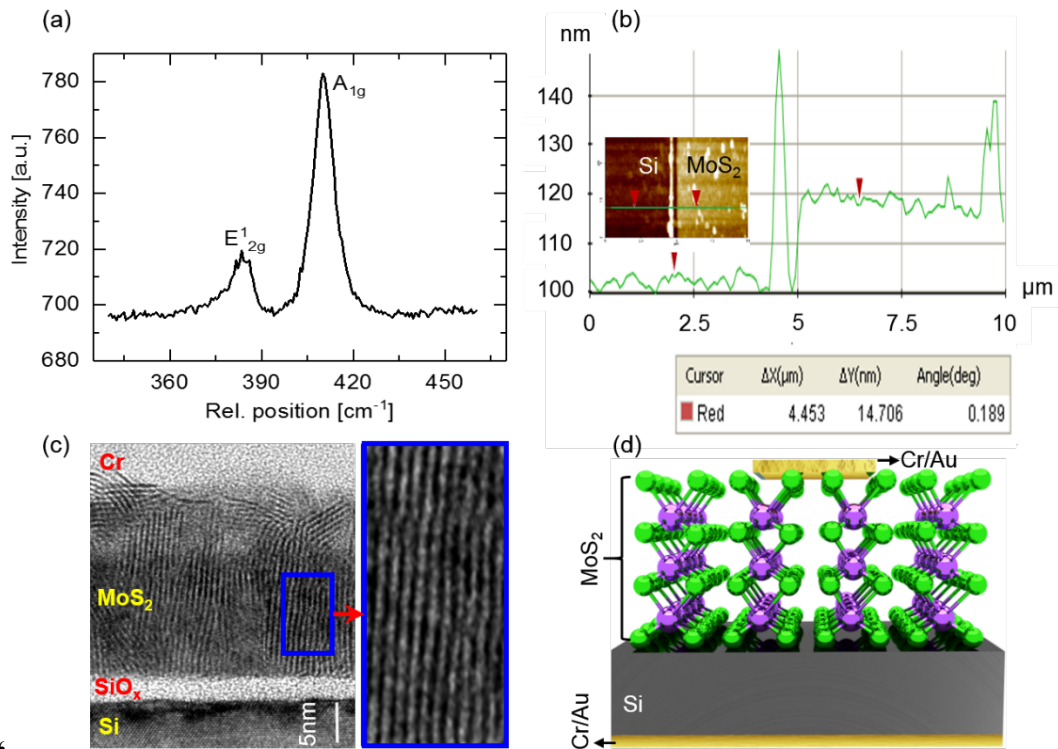 (a)
780
760
740
720
700
680
Intensity [a.u.]
A1g
E¹2g
360 390 420 450
Rel. position [cm⁻¹]
(b)
nm
140
130
120
110
100
Si MoS₂
μm
0 2.5 5 7.5 10
Cursor ΔX(μm) ΔY(nm) Angle(deg)
Red 4.453 14.706 0.189
(c)
Cr
MoS₂
SiOₓ
Si
5nm
(d)
Cr/Au
MoS₂
Si
Cr/Au